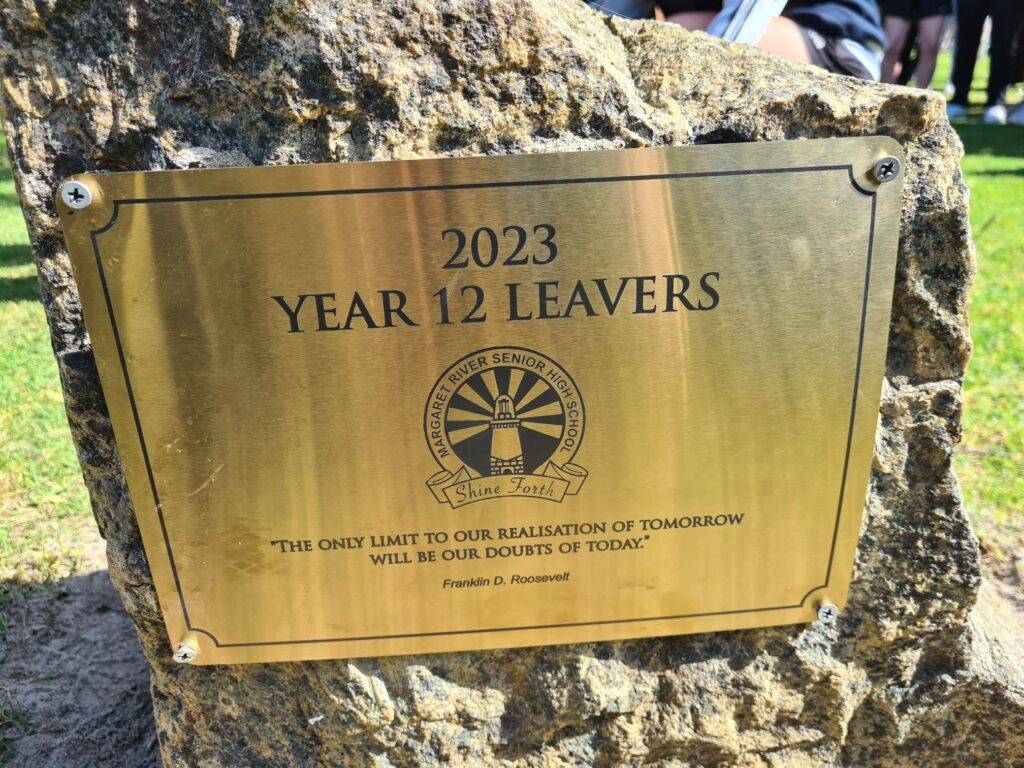 2023
YEAR 12 LEAVERS
MARGARET RIVER SENIOR HIGH SCHOOL
Shine Forth
"THE ONLY LIMIT TO OUR REALISATION OF TOMORROW
WILL BE OUR DOUBTS OF TODAY."
Franklin D. Roosevelt